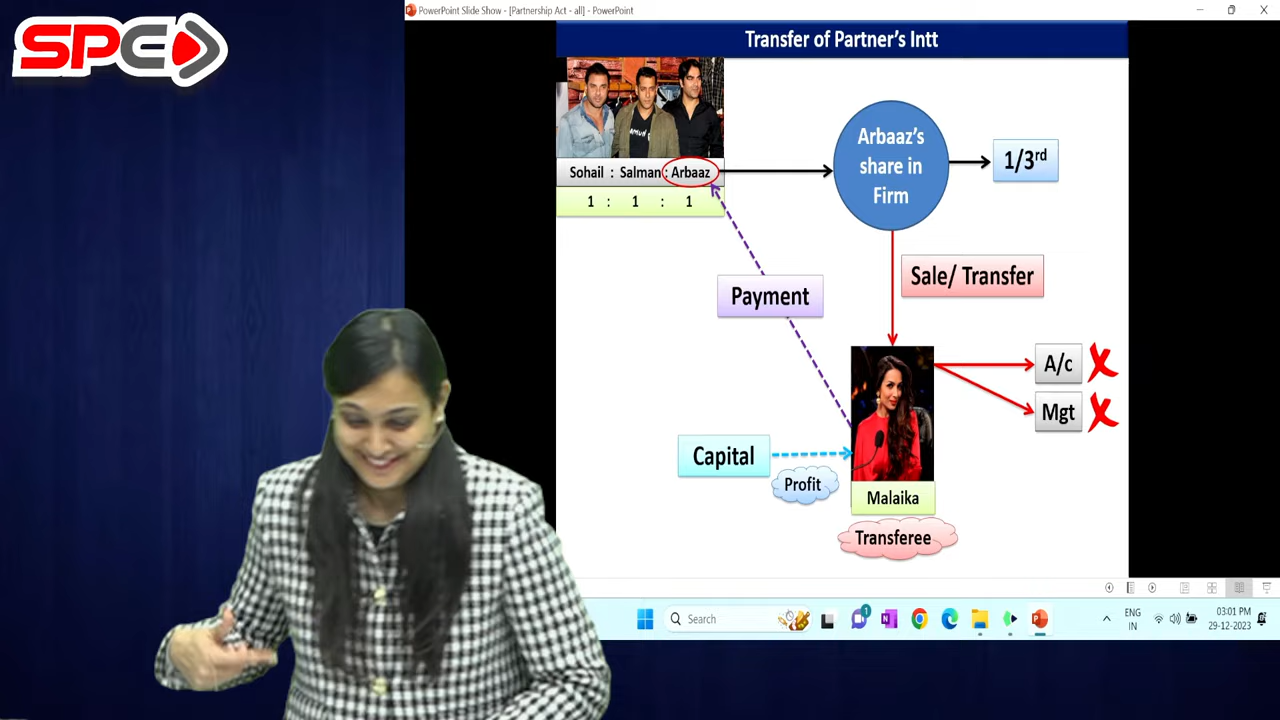 SPC
PowerPoint Slide Show - [Partnership Act - all] - PowerPoint
Transfer of Partner's Intt
Sohail : Salman : Arbaaz
1 : 1 : 1
Arbaaz's
share in
Firm
1/3rd
Sale/ Transfer
Payment
A/c
Mgt
Capital
Profit
Malaika
Transferee
Search
1
ENG
IN
03:01 PM
29-12-2023